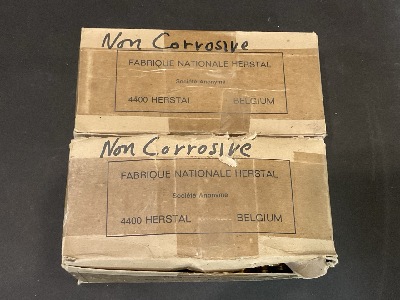 Non Corrosive
FABRIQUE NATIONALE HERSTAL
Société Anonyme
4400 HERSTAL BELGIUM
Non Corrosive
FABRIQUE NATIONALE HERSTAL
Société Anonyme
4400 HERSTAL BELGIUM